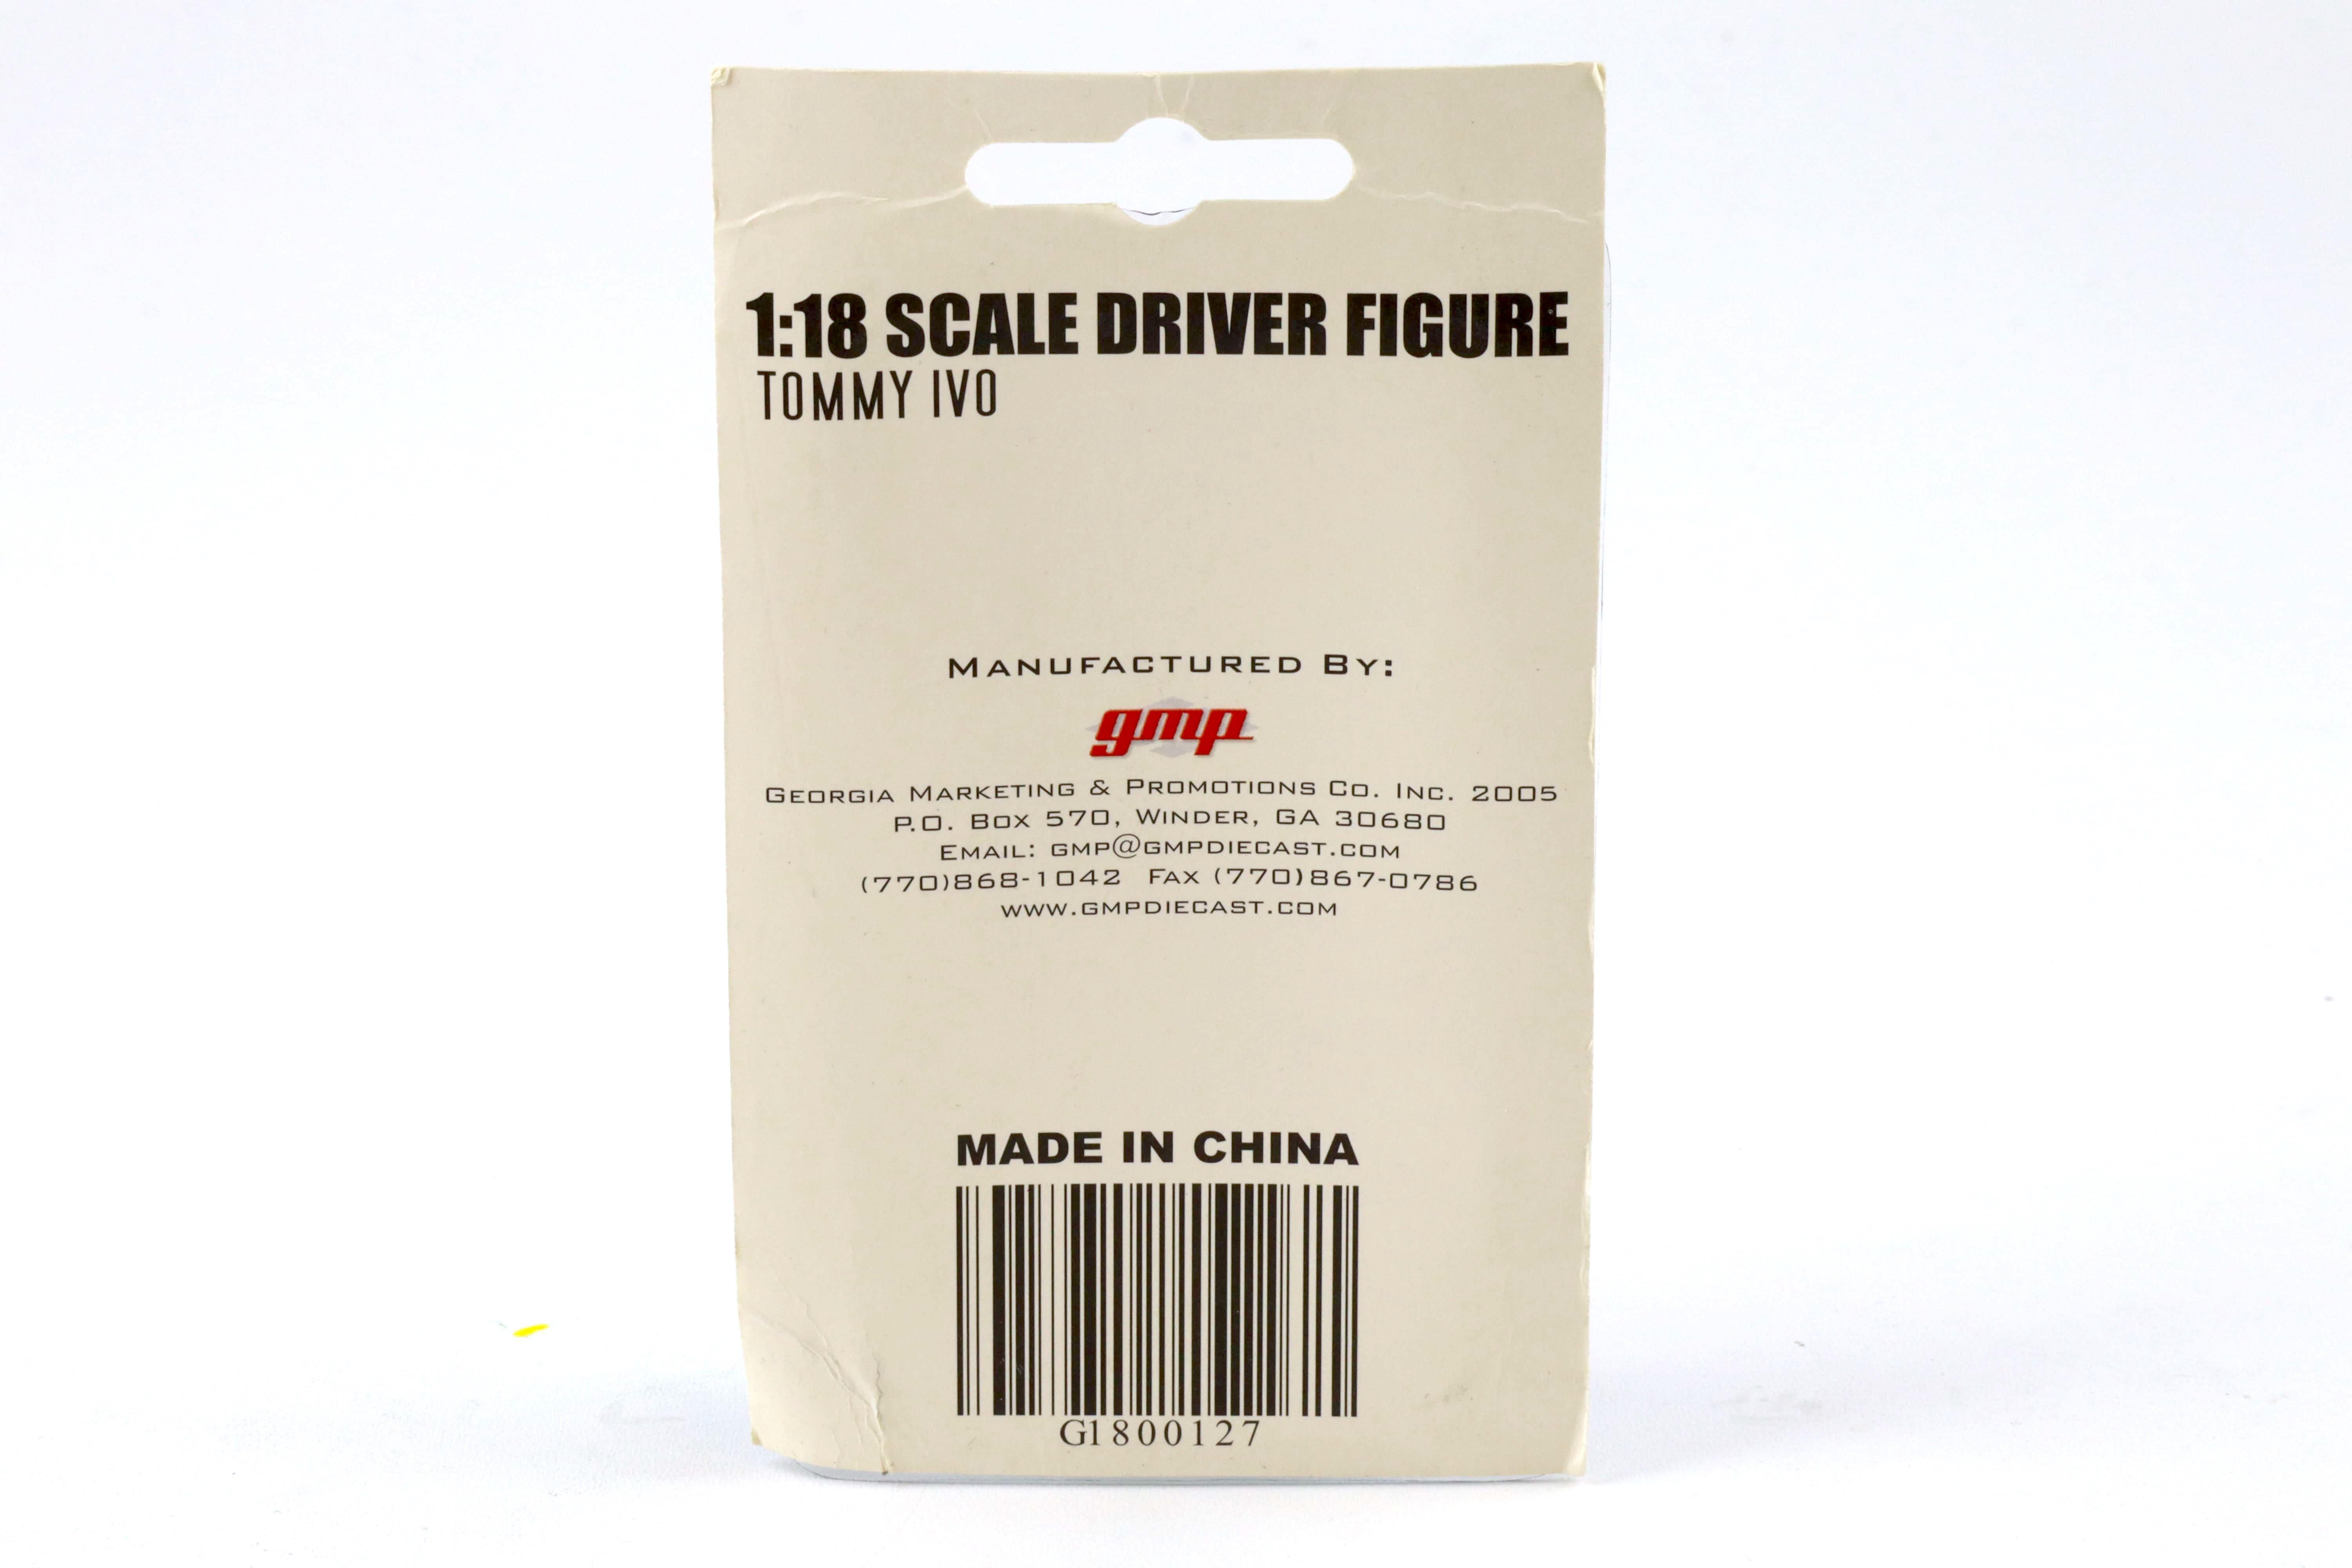 1:18 SCALE DRIVER FIGURE
TOMMY IVO
MANUFACTURED BY:
gmp
GEORGIA MARKETING & PROMOTIONS CO. INC. 2005
P.O. BOX 570, WINDER, GA 30680
EMAIL: GMP@GMPDIECAST.COM
(770)868-1042 FAX (770)867-0786
WWW.GMPDIECAST.COM
MADE IN CHINA
G1800127